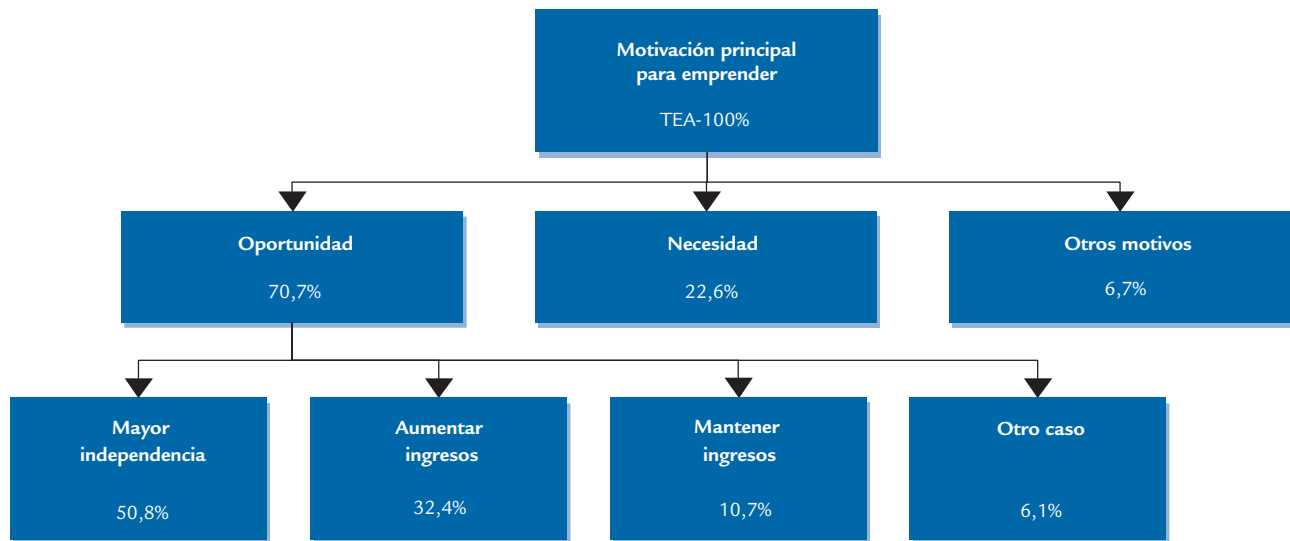 Motivación principal
para emprender
TEA-100%
Oportunidad
70,7%
Necesidad
22,6%
Otros motivos
6,7%
Mayor
independencia
50,8%
Aumentar
ingresos
32,4%
Mantener
ingresos
10,7%
Otro caso
6,1%